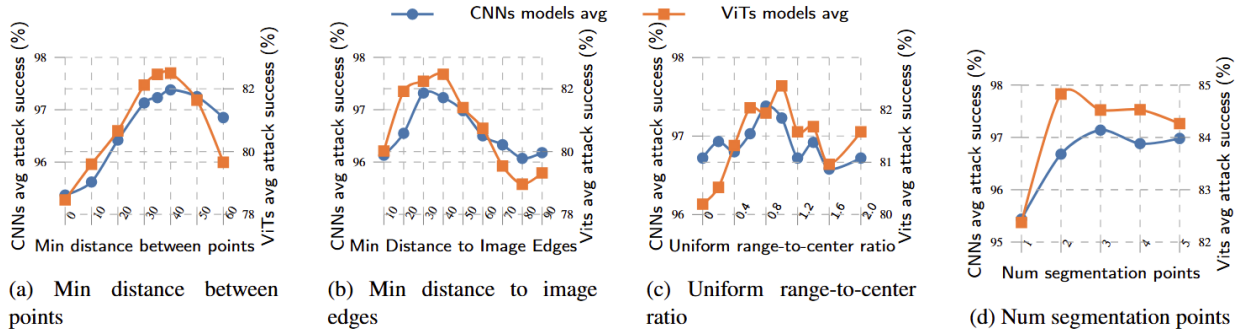 CNNs models avg ViTs models avg
CNNs avg attack success (%)
98
97
96
0
10
20
30
40
50
60
82
80
78
ViTs avg attack success (%)
Min distance between points
(a) Min distance between
points
CNNs avg attack success (%)
98
97
96
10
20
30
40
50
60
70
80
90
82
80
78
Vits avg attack success (%)
Min Distance to Image Edges
(b) Min distance to image
edges
CNNs avg attack success (%)
98
96
96
0
0.4
0.8
1.2
1.6
2.0
82
81
80
Vits avg attack success (%)
Uniform range-to-center ratio
(c) Uniform range-to-center
ratio
CNNs avg attack success (%)
98
97
96
95
1
2
3
4
5
85
84
83
82
Vits avg attack success (%)
Num segmentation points
(d) Num segmentation points